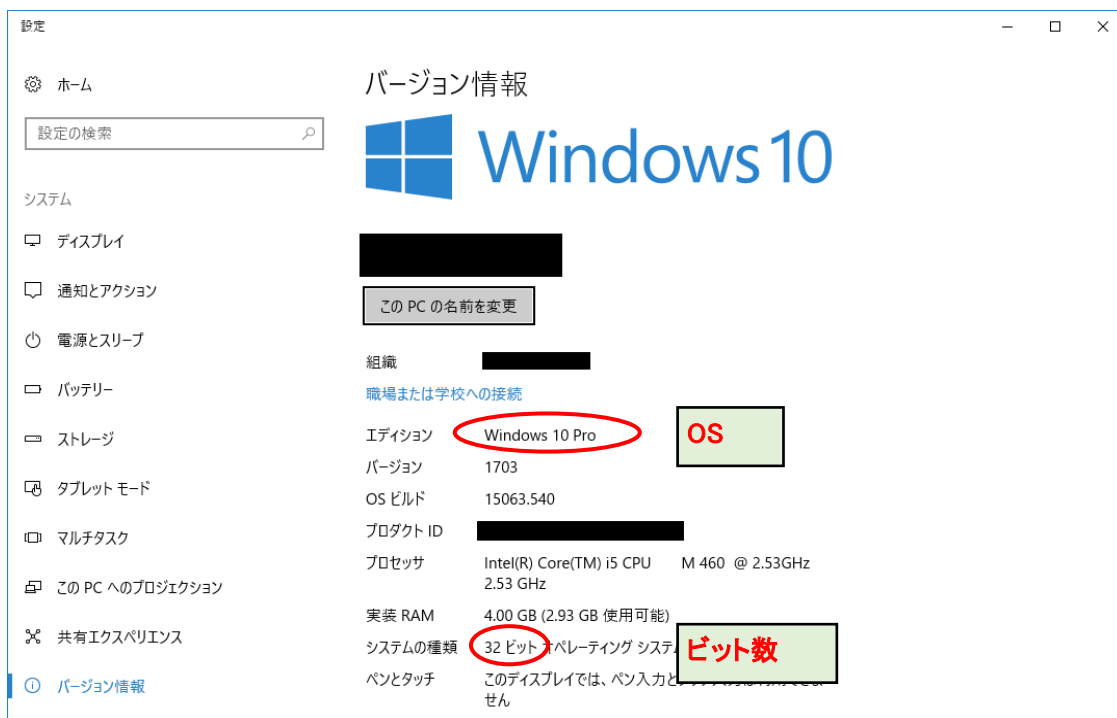 設定
ホーム
設定の検索
システム
ディスプレイ
通知とアクション
電源とスリープ
バッテリー
ストレージ
タブレット モード
マルチタスク
この PC へのプロジェクション
共有エクスペリエンス
バージョン情報
バージョン情報
Windows 10
この PC の名前を変更
組織
職場または学校への接続
エディション Windows 10 Pro
OS
バージョン 1703
OS ビルド 15063.540
プロダクト ID
プロセッサ Intel(R) Core(TM) i5 CPU M 460 @ 2.53GHz
2.53 GHz
実装 RAM 4.00 GB (2.93 GB 使用可能)
システムの種類 32 ビット オペレーティング システ
ビット数
ペンとタッチ このディスプレイでは、ペン入力と
せん